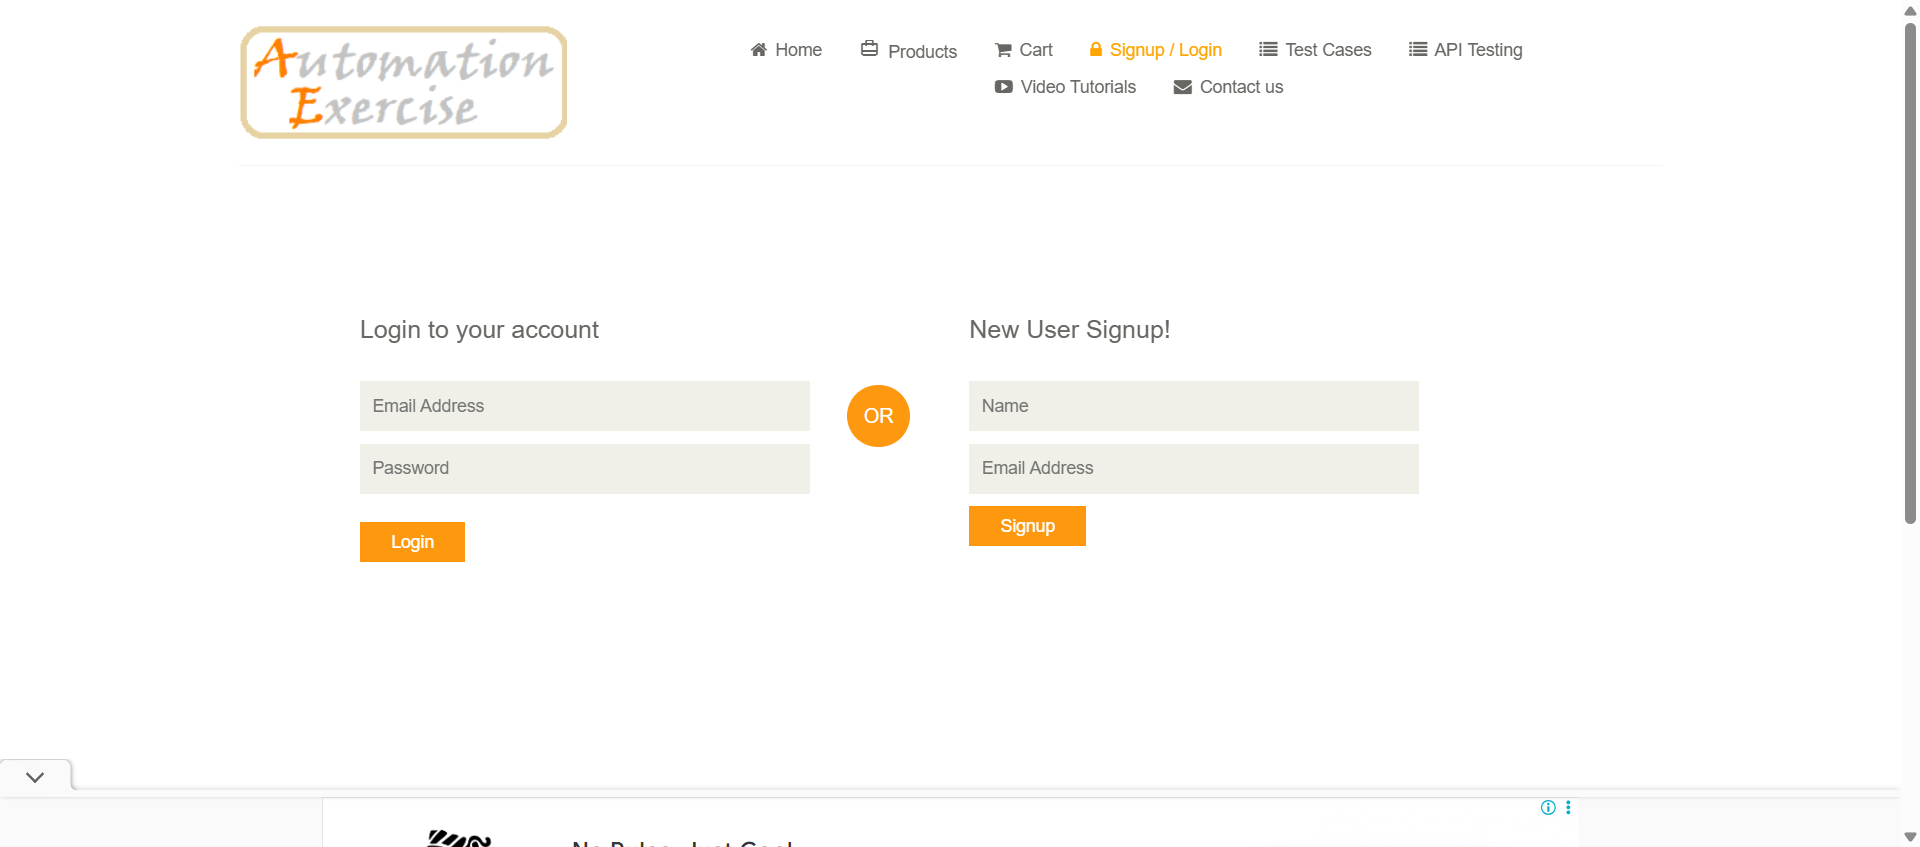 Automation
Exercise
Home Products Cart Signup / Login Test Cases API Testing
Video Tutorials Contact us
Login to your account
Email Address
Password
Login
OR
New User Signup!
Name
Email Address
Signup